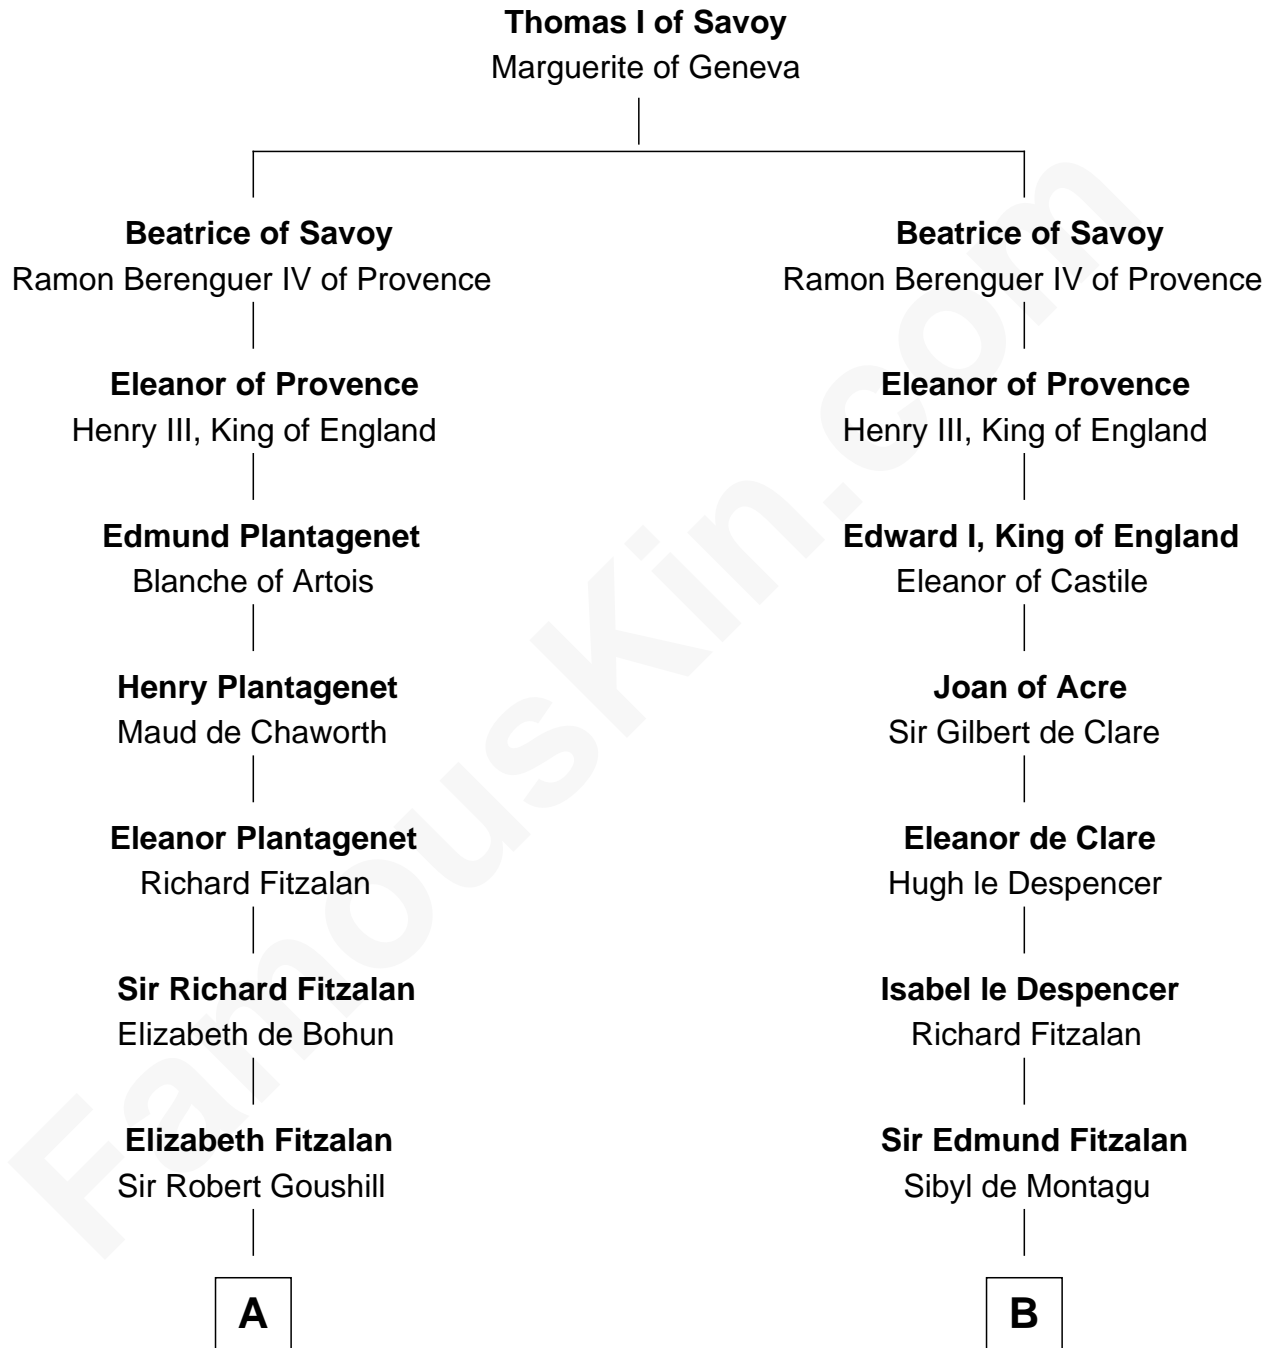 Thomas I of Savoy
Marguerite of Geneva
Beatrice of Savoy
Ramon Berenguer IV of Provence
Eleanor of Provence
Henry III, King of England
Edmund Plantagenet
Blanche of Artois
Henry Plantagenet
Maud de Chaworth
Eleanor Plantagenet
Richard Fitzalan
Sir Richard Fitzalan
Elizabeth de Bohun
Elizabeth Fitzalan
Sir Robert Goushill
A
Beatrice of Savoy
Ramon Berenguer IV of Provence
Eleanor of Provence
Henry III, King of England
Edward I, King of England
Eleanor of Castile
Joan of Acre
Sir Gilbert de Clare
Eleanor de Clare
Hugh le Despencer
Isabel le Despencer
Richard Fitzalan
Sir Edmund Fitzalan
Sibyl de Montagu
B
FamousKin.com